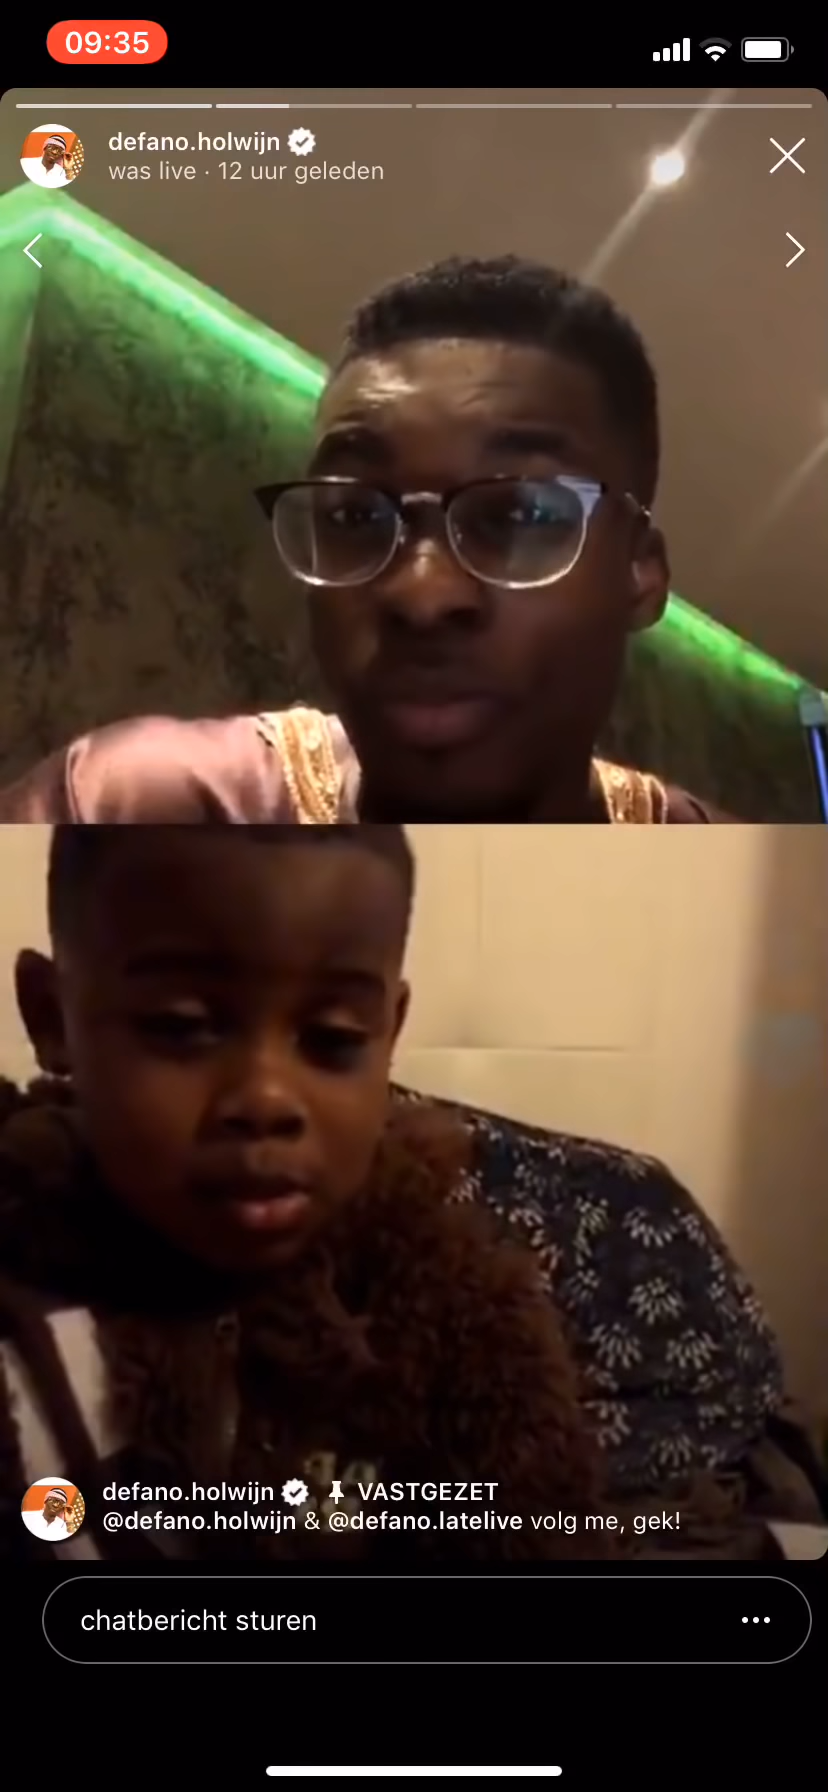 09:35
defano.holwijn
was live · 12 uur geleden
defano.holwijn VASTGEZET
@defano.holwijn & @defano.latelive volg me, gek!
chatbericht sturen